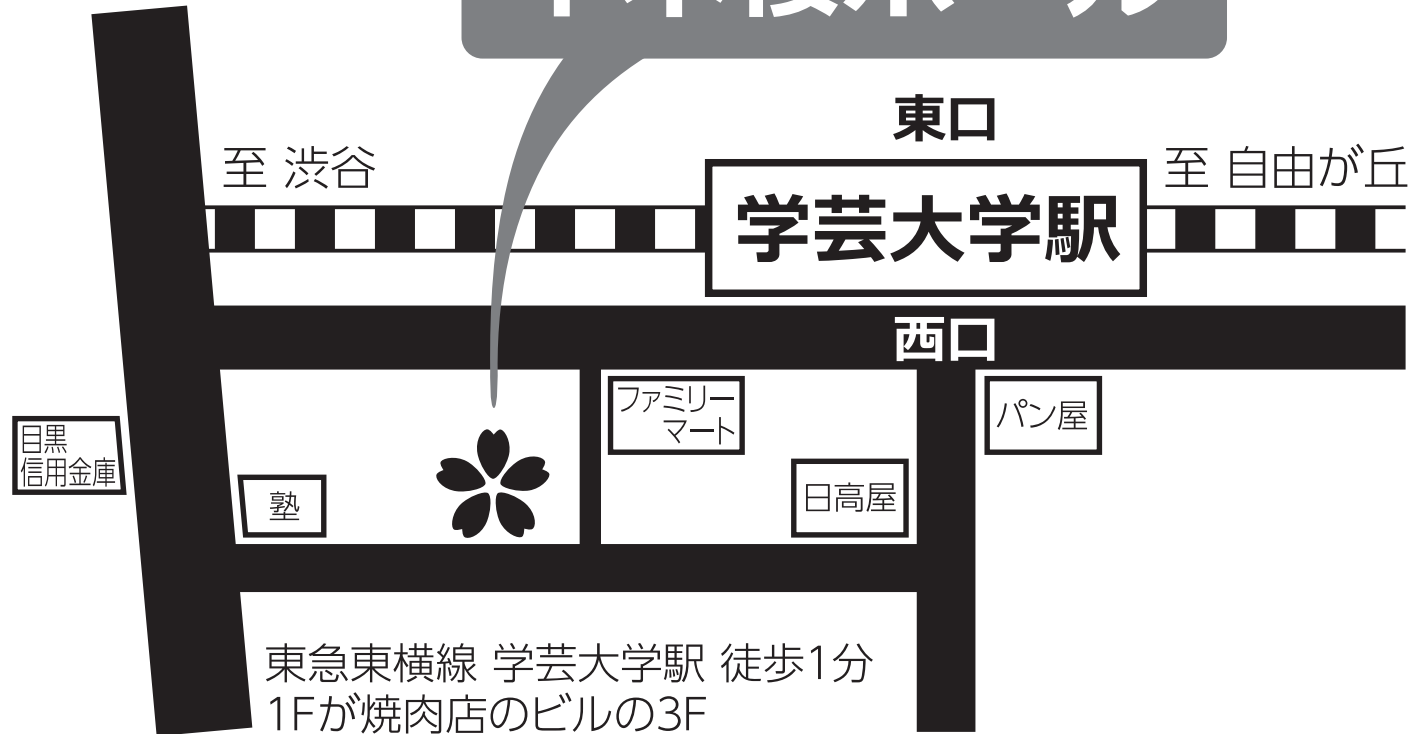 東口
至 渋谷
至 自由が丘
学芸大学駅
西口
ファミリー
マート
パン屋
目黒
信用金庫
塾
日高屋
東急東横線 学芸大学駅 徒歩1分
1Fが焼肉店のビルの3F